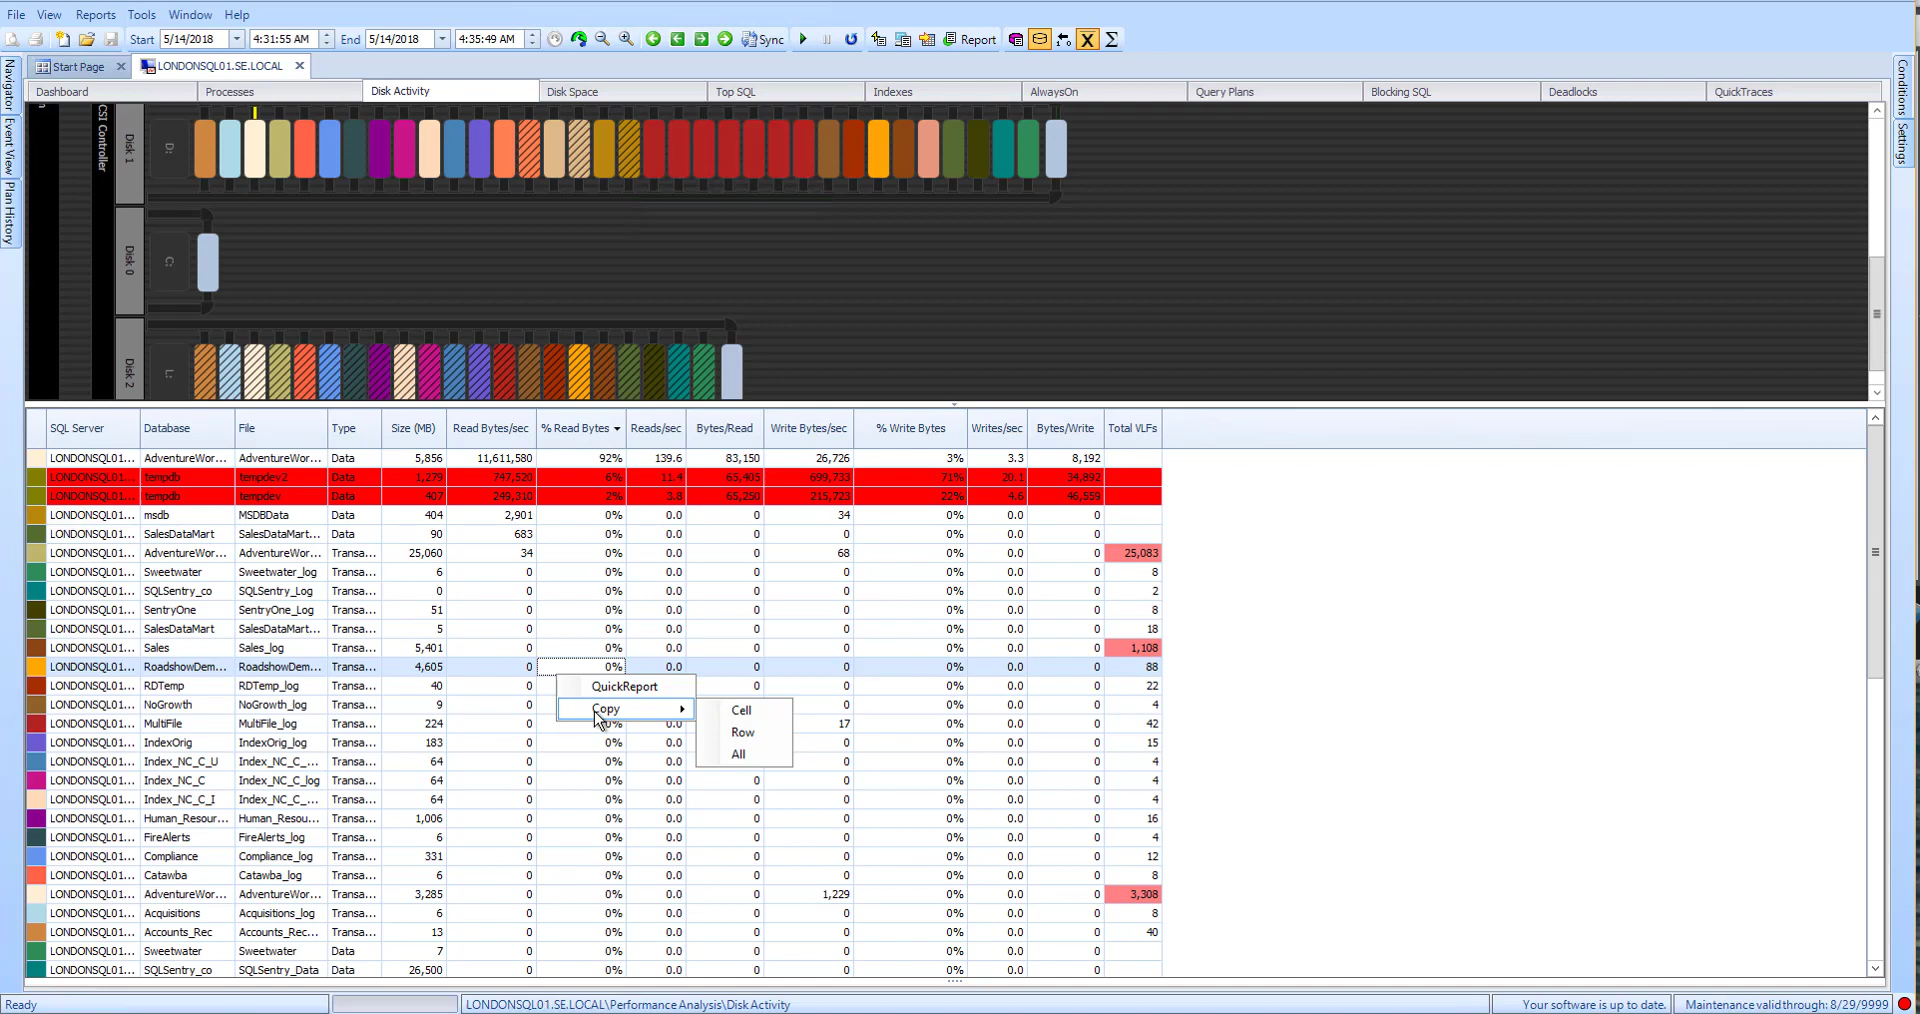 File View Reports Tools Window Help
Start 5/14/2018 4:31:55 AM End 5/14/2018 4:35:49 AM Sync Report X Σ
Start Page LONDONSQL01.SE.LOCAL
Dashboard Processes Disk Activity Disk Space Top SQL Indexes AlwaysOn Query Plans Blocking SQL Deadlocks QuickTraces
Navigator
Event View
Plan History
Conditions
Settings
CSI Controller
Disk 1
D:
Disk 0
C:
Disk 2
L:
SQL Server Database File Type Size (MB) Read Bytes/sec % Read Bytes Reads/sec Bytes/Read Write Bytes/sec % Write Bytes Writes/sec Bytes/Write Total VLFs
LONDONSQL01... AdventureWor... AdventureWor... Data 5,856 11,611,580 92% 139.6 83,150 26,726 3% 3.3 8,192
LONDONSQL01... tempdb tempdev2 Data 1,279 747,520 6% 11.4 65,405 699,733 71% 20.1 34,892
LONDONSQL01... tempdb tempdev Data 407 249,310 2% 3.8 65,250 215,723 22% 4.6 46,559
LONDONSQL01... msdb MSDBData Data 404 2,901 0% 0.0 0 34 0% 0.0 0
LONDONSQL01... SalesDataMart SalesDataMart... Data 90 683 0% 0.0 0 0 0% 0.0 0
LONDONSQL01... AdventureWor... AdventureWor... Transa... 25,060 34 0% 0.0 0 68 0% 0.0 0 25,083
LONDONSQL01... Sweetwater Sweetwater_log Transa... 6 0 0% 0.0 0 0 0% 0.0 0 8
LONDONSQL01... SQLSentry_co SQLSentry_Log Transa... 0 0 0% 0.0 0 0 0% 0.0 0 2
LONDONSQL01... SentryOne SentryOne_Log Transa... 51 0 0% 0.0 0 0 0% 0.0 0 8
LONDONSQL01... SalesDataMart SalesDataMart... Transa... 5 0 0% 0.0 0 0 0% 0.0 0 18
LONDONSQL01... Sales Sales_log Transa... 5,401 0 0% 0.0 0 0 0% 0.0 0 1,108
LONDONSQL01... RoadshowDem... RoadshowDem... Transa... 4,605 0 0% 0.0 0 0 0% 0.0 0 88
LONDONSQL01... RDTemp RDTemp_log Transa... 40 0 0 0 0% 0.0 0 22
LONDONSQL01... NoGrowth NoGrowth_log Transa... 9 0 0 0% 0.0 0 4
LONDONSQL01... MultiFile MultiFile_log Transa... 224 0 0% 0.0 17 0% 0.0 0 42
LONDONSQL01... IndexOrig IndexOrig_log Transa... 183 0 0% 0.0 0 0% 0.0 0 15
LONDONSQL01... Index_NC_C_U Index_NC_C_... Transa... 64 0 0% 0.0 0 0% 0.0 0 4
LONDONSQL01... Index_NC_C Index_NC_C_log Transa... 64 0 0% 0.0 0 0 0% 0.0 0 4
LONDONSQL01... Index_NC_C_I Index_NC_C_... Transa... 64 0 0% 0.0 0 0 0% 0.0 0 4
LONDONSQL01... Human_Resour... Human_Resou... Transa... 1,006 0 0% 0.0 0 0 0% 0.0 0 16
LONDONSQL01... FireAlerts FireAlerts_log Transa... 6 0 0% 0.0 0 0 0% 0.0 0 4
LONDONSQL01... Compliance Compliance_log Transa... 331 0 0% 0.0 0 0 0% 0.0 0 12
LONDONSQL01... Catawba Catawba_log Transa... 6 0 0% 0.0 0 0 0% 0.0 0 8
LONDONSQL01... AdventureWor... AdventureWor... Transa... 3,285 0 0% 0.0 0 1,229 0% 0.0 0 3,308
LONDONSQL01... Acquisitions Acquisitions_log Transa... 6 0 0% 0.0 0 0 0% 0.0 0 8
LONDONSQL01... Accounts_Rec Accounts_Rec... Transa... 13 0 0% 0.0 0 0 0% 0.0 0 40
LONDONSQL01... Sweetwater Sweetwater Data 7 0 0% 0.0 0 0 0% 0.0 0
LONDONSQL01... SQLSentry_co SQLSentry_Data Data 26,500 0 0% 0.0 0 0 0% 0.0 0
QuickReport
Copy
Cell
Row
All
Ready LONDONSQL01.SE.LOCAL\Performance Analysis\Disk Activity Your software is up to date. Maintenance valid through: 8/29/9999